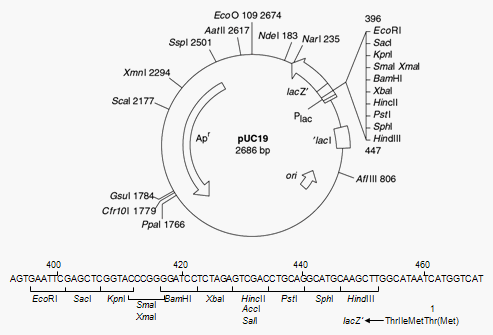 EcoO 109 2674
AatII 2617
SspI 2501
XmnI 2294
ScaI 2177
NdeI 183
NarI 235
396
EcoRI
SacI
KpnI
SmaI XmaI
BamHI
XbaI
HincII
PstI
SphI
HindIII
447
lacZ'
Plac
'lacI
Apr
pUC19
2686 bp
ori
AflIII 806
GsuI 1784
Cfr10I 1779
PpaI 1766
400 420 440 460
AGTGAATTCGAGCTCGGTACCCGGGGATCCTCTAGAGTCGACCTGCAGGCATGCAAGCTTGGCATAATCATGGTCAT
EcoRI SacI KpnI BamHI XbaI HincII PstI SphI HindIII 1
SmaI AccI
XmaI SalI lacZ' ThrIleMetThr(Met)